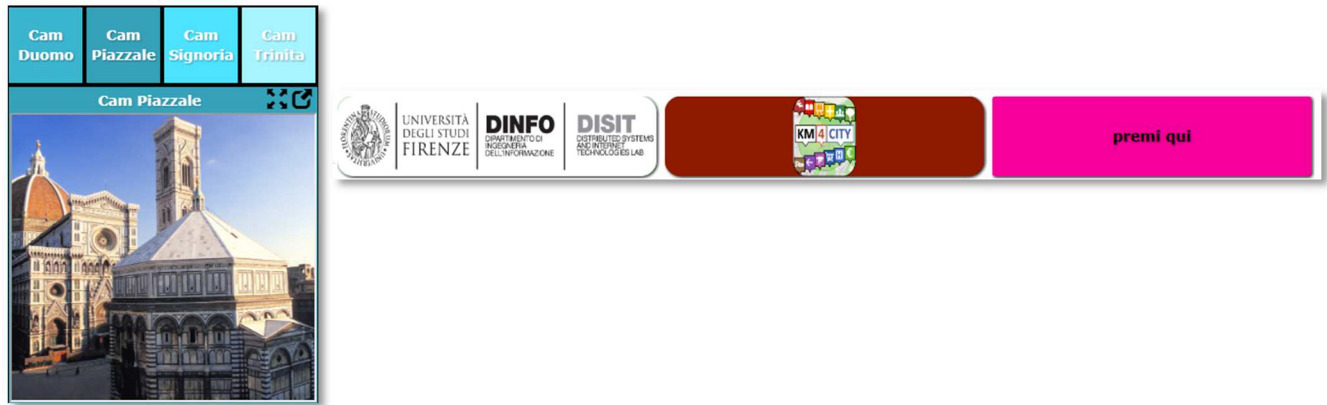 Cam
Duomo
Cam
Piazzale
Cam
Signoria
Cam
Trinita
Cam Piazzale
UNIVERSITÀ
DEGLI STUDI
FIRENZE
DINFO
DIPARTIMENTO DI
INGEGNERIA
DELL'INFORMAZIONE
DISIT
DISTRIBUTED SYSTEMS
AND INTERNET
TECHNOLOGIES LAB
KM4CITY
premi qui